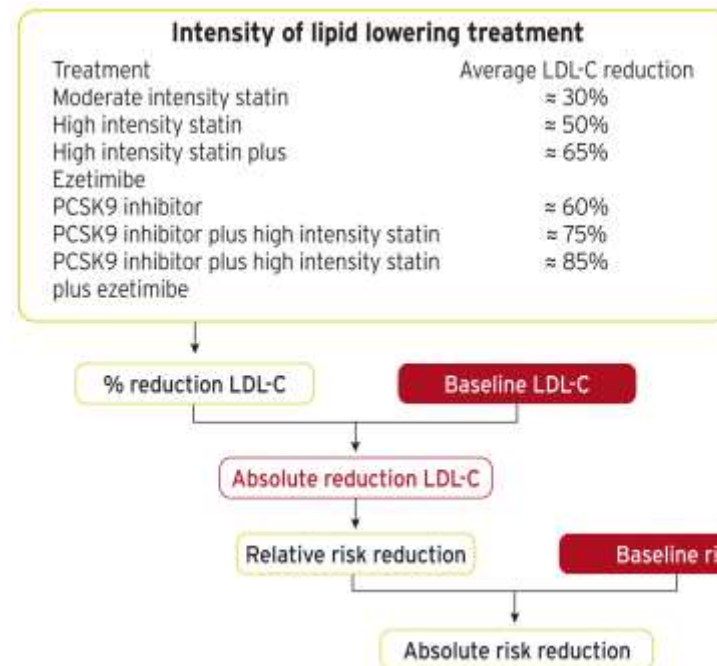 Intensity of lipid lowering treatment
Treatment Average LDL-C reduction
Moderate intensity statin ≈ 30%
High intensity statin ≈ 50%
High intensity statin plus ≈ 65%
Ezetimibe
PCSK9 inhibitor ≈ 60%
PCSK9 inhibitor plus high intensity statin ≈ 75%
PCSK9 inhibitor plus high intensity statin ≈ 85%
plus ezetimibe
% reduction LDL-C Baseline LDL-C
Absolute reduction LDL-C
Relative risk reduction Baseline ri
Absolute risk reduction